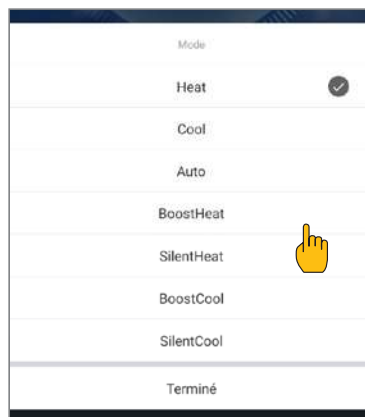 Mode
Heat
Cool
Auto
BoostHeat
SilentHeat
BoostCool
SilentCool
Terminé